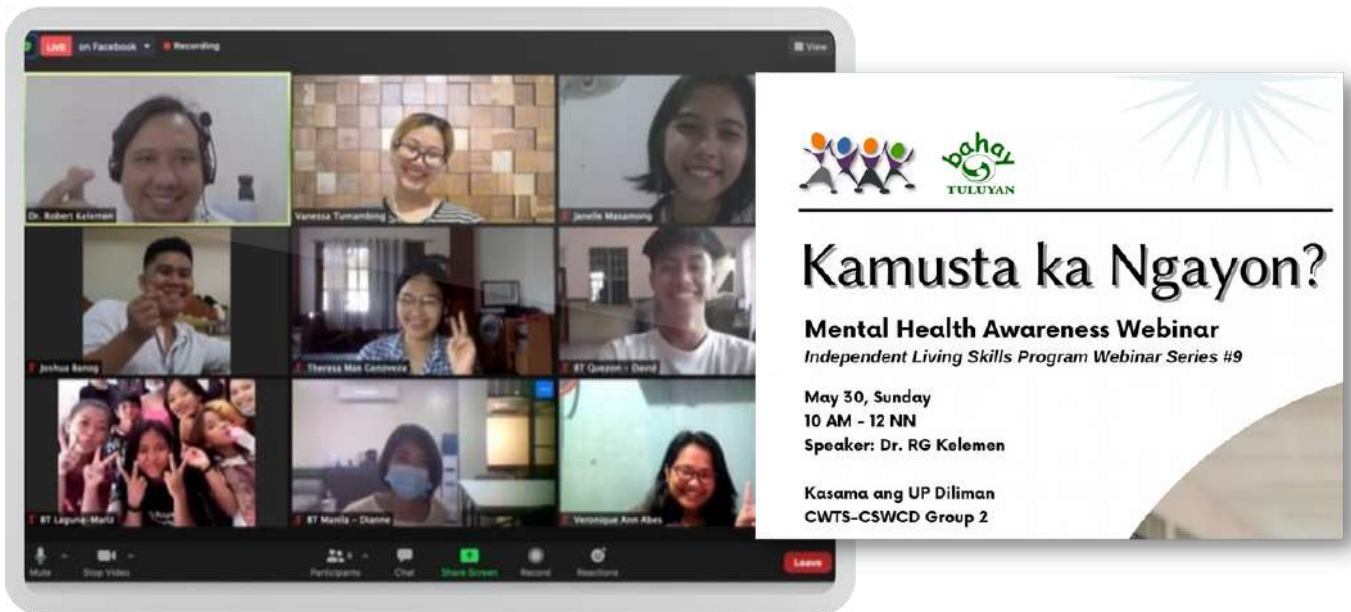 LIVE on Facebook Recording View
Dr. Robert Kelemen
Vanessa Tumambing
Janelle Masamong
Joshua Banog
Theresa Mae Genoveza
BT Quezon - David
BT Laguna-Maria
BT Manila - Dianne
Veronique Ann Abes
Mute Stop Video Participants Chat Share Screen Record Reactions Leave
bahay
TULUYAN
Kamusta ka Ngayon?
Mental Health Awareness Webinar
Independent Living Skills Program Webinar Series #9
May 30, Sunday
10 AM - 12 NN
Speaker: Dr. RG Kelemen
Kasama ang UP Diliman
CWTS-CSWCD Group 2